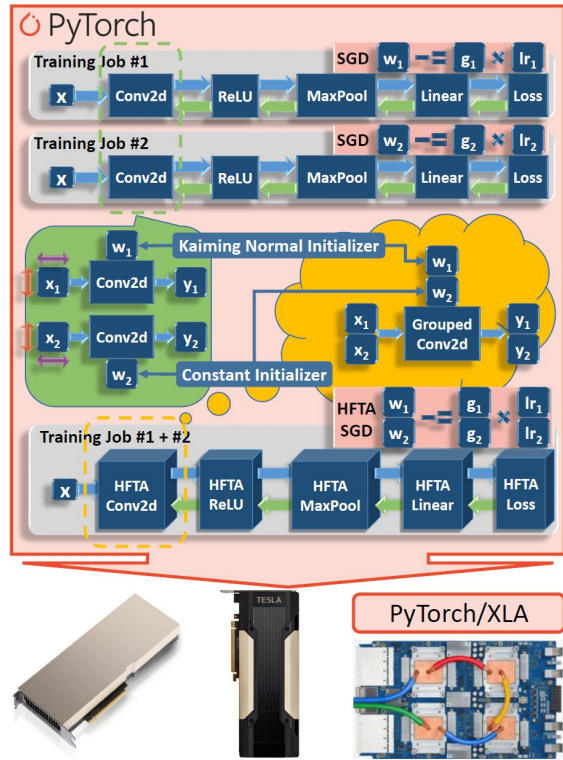 PyTorch
Training Job #1
SGD w1 −= g1 × lr1
x Conv2d ReLU MaxPool Linear Loss
Training Job #2
SGD w2 −= g2 × lr2
x Conv2d ReLU MaxPool Linear Loss
w1
Kaiming Normal Initializer
x1 Conv2d y1
x2 Conv2d y2
w2
Constant Initializer
w1
w2
x1
x2
Grouped
Conv2d
y1
y2
Training Job #1 + #2
HFTA
SGD
w1
w2
−=
g1
g2
×
lr1
lr2
x
HFTA
Conv2d
HFTA
ReLU
HFTA
MaxPool
HFTA
Linear
HFTA
Loss
TESLA
PyTorch/XLA